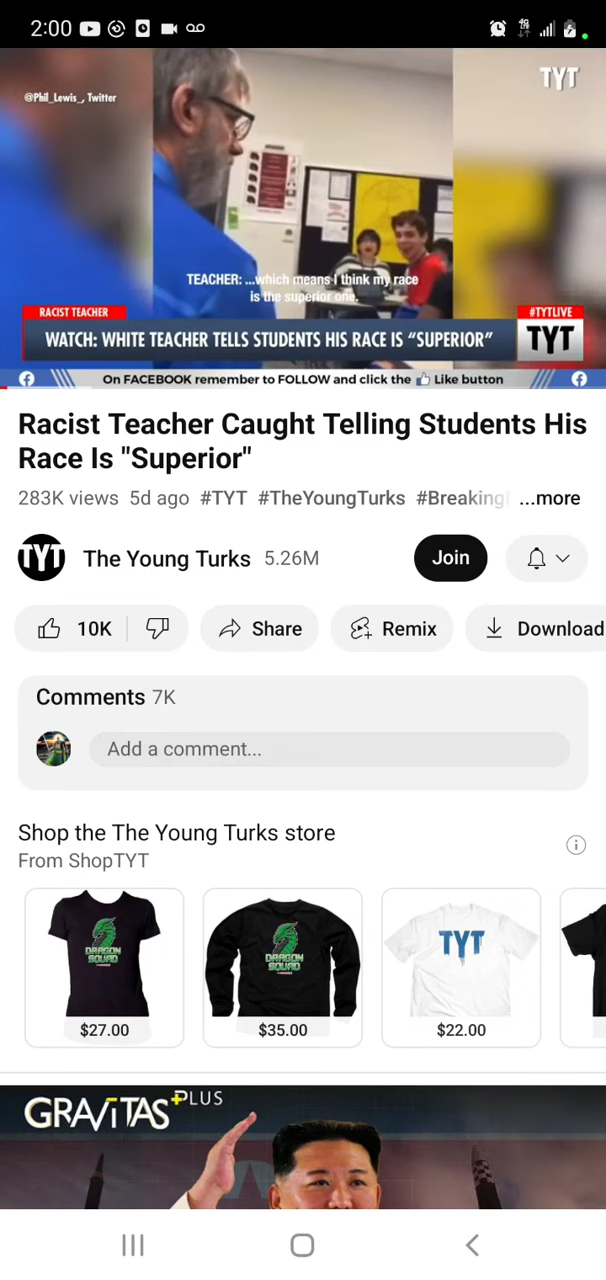 2:00
4G
@Phil_Lewis_, Twitter
TYT
TEACHER: ...which means I think my race
is the superior one.
RACIST TEACHER
#TYTLIVE
WATCH: WHITE TEACHER TELLS STUDENTS HIS RACE IS “SUPERIOR”
TYT
On FACEBOOK remember to FOLLOW and click the Like button
Racist Teacher Caught Telling Students His
Race Is "Superior"
283K views 5d ago #TYT #TheYoungTurks #Breaking ...more
TYT The Young Turks 5.26M
Join
10K
Share
Remix
Download
Comments 7K
Add a comment...
Shop the The Young Turks store
From ShopTYT
DRAGON
SQUAD
DRAGON
SQUAD
TYT
$27.00
$35.00
$22.00
GRAVITAS PLUS